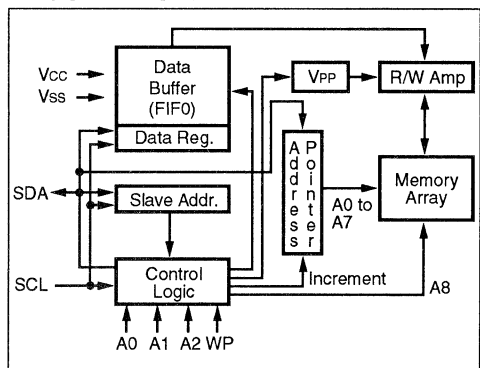 Vcc
Vss
Data
Buffer
(FIF0)
Data Reg.
VPP
R/W Amp
SDA
Slave Addr.
Address
Pointer
A0 to
A7
Memory
Array
SCL
Control
Logic
Increment
A8
A0 A1 A2 WP